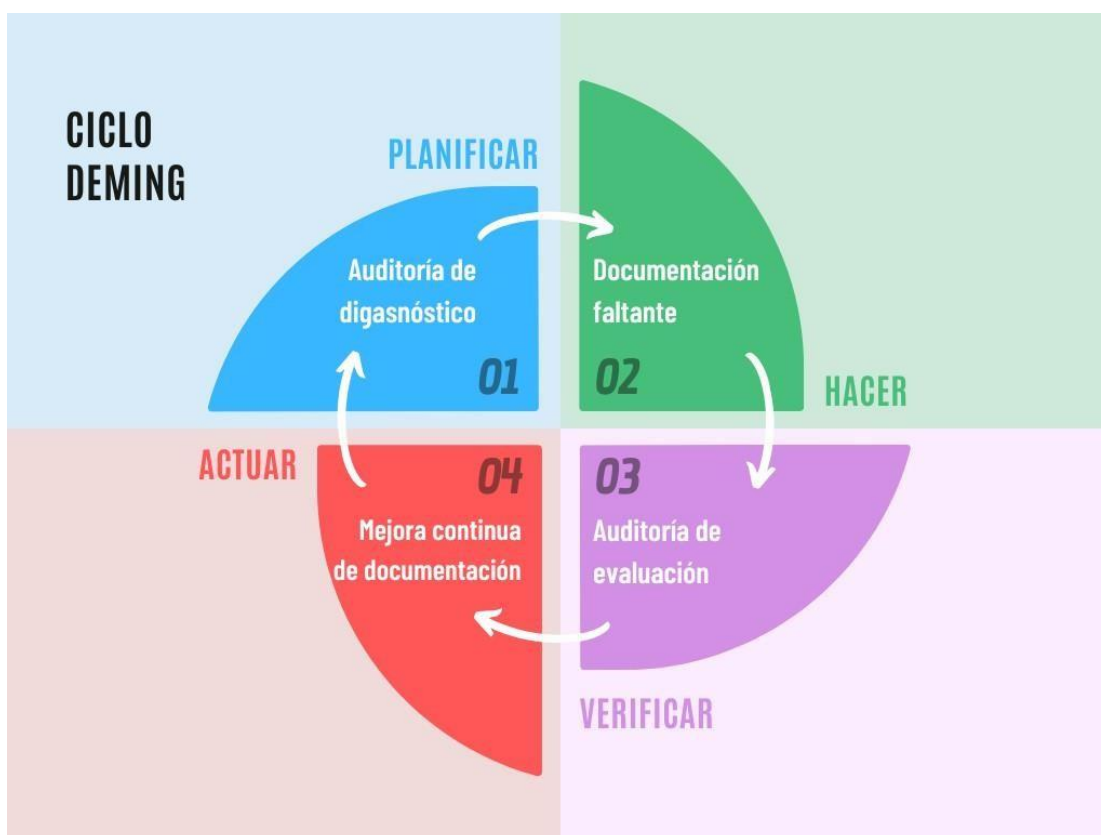 CICLO
DEMING
PLANIFICAR
Auditoría de
digasnóstico
01
Documentación
faltante
02
HACER
03
Auditoría de
evaluación
VERIFICAR
ACTUAR
04
Mejora continua
de documentación